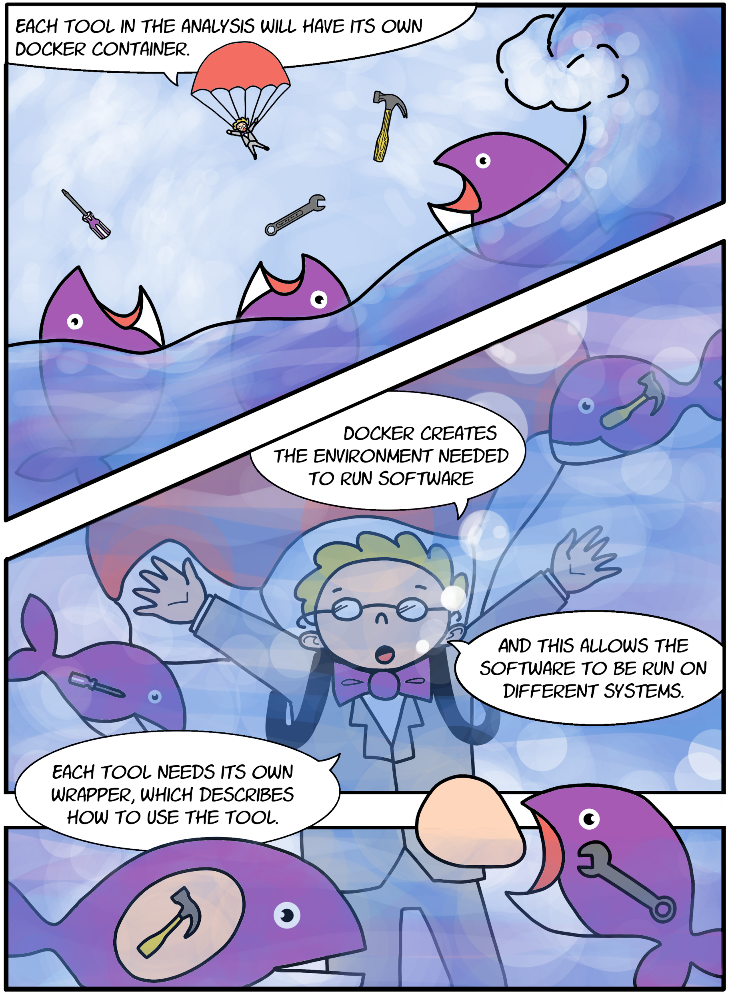 EACH TOOL IN THE ANALYSIS WILL HAVE ITS OWN
DOCKER CONTAINER.
DOCKER CREATES
THE ENVIRONMENT NEEDED
TO RUN SOFTWARE
AND THIS ALLOWS THE
SOFTWARE TO BE RUN ON
DIFFERENT SYSTEMS.
EACH TOOL NEEDS ITS OWN
WRAPPER, WHICH DESCRIBES
HOW TO USE THE TOOL.